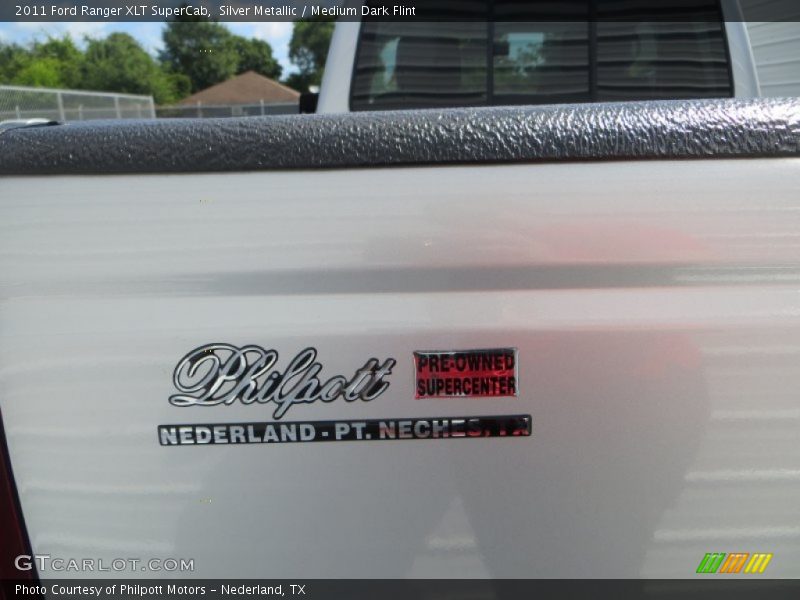 2011 Ford Ranger XLT SuperCab, Silver Metallic / Medium Dark Flint
Philpott
PRE-OWNED
SUPERCENTER
NEDERLAND - PT. NECHES, TX
GTCARLOT.COM
Photo Courtesy of Philpott Motors - Nederland, TX